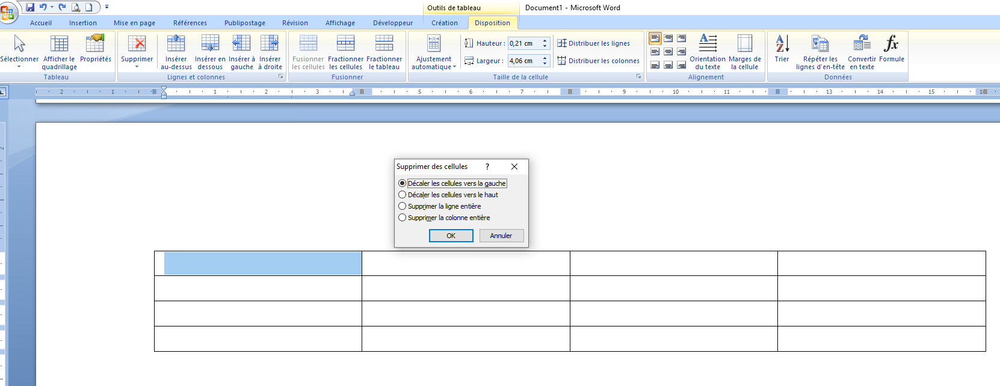 Outils de tableau
Document1 - Microsoft Word
Accueil Insertion Mise en page Références Publipostage Révision Affichage Développeur Création Disposition
Sélectionner
Afficher le quadrillage
Propriétés
Tableau
Supprimer
Insérer au-dessus
Insérer en dessous
Insérer à gauche
Insérer à droite
Lignes et colonnes
Fusionner les cellules
Fractionner les cellules
Fractionner le tableau
Fusionner
Ajustement automatique
Hauteur : 0,21 cm
Largeur : 4,06 cm
Distribuer les lignes
Distribuer les colonnes
Taille de la cellule
Orientation du texte
Marges de la cellule
Alignement
Trier
Répéter les lignes d'en-tête
Convertir en texte
fx
Formule
Données
2 1 1 2 3 5 6 7 9 10 11 13 14 15
Supprimer des cellules ?
Décaler les cellules vers la gauche
Décaler les cellules vers le haut
Supprimer la ligne entière
Supprimer la colonne entière
OK Annuler